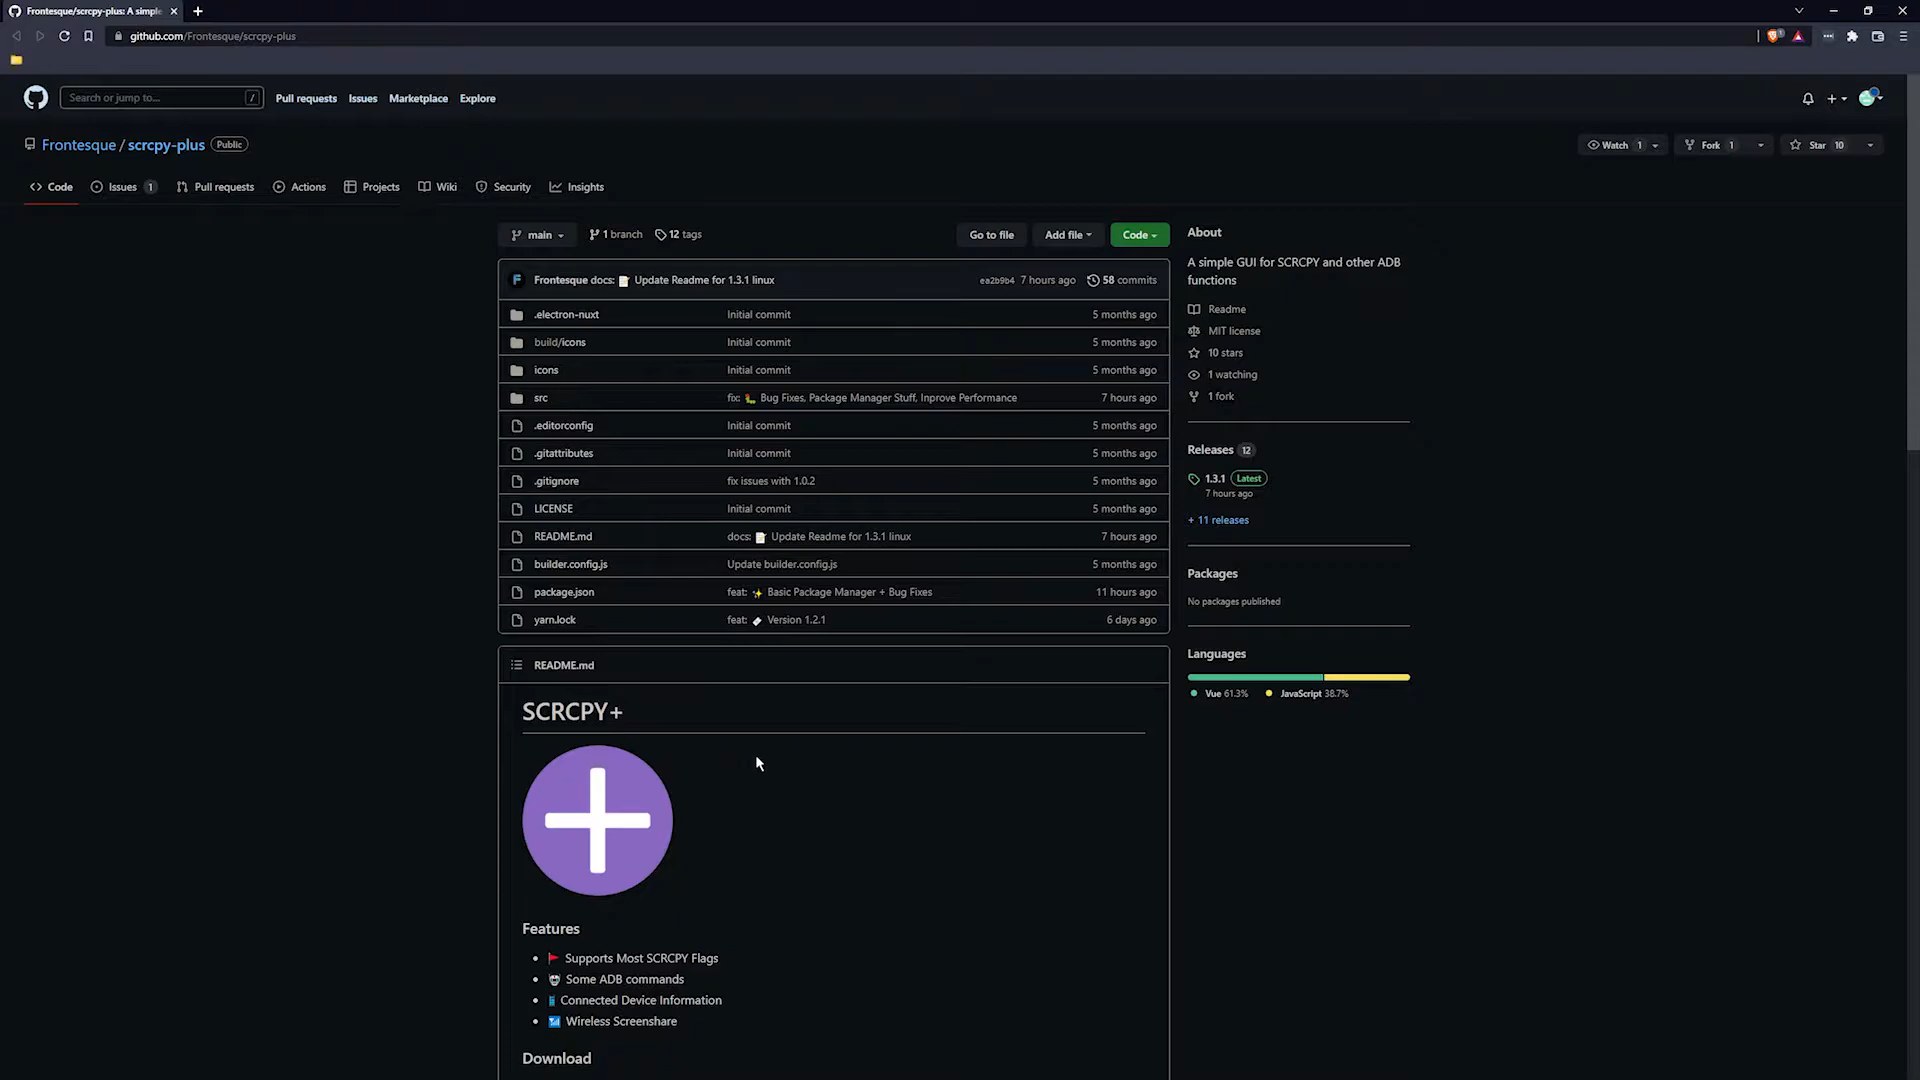 Frontesque/scrcpy-plus: A simple
github.com/Frontesque/scrcpy-plus
1
Search or jump to... /
Pull requests Issues Marketplace Explore
Frontesque / scrcpy-plus Public
Watch 1 Fork 1 Star 10
Code Issues 1 Pull requests Actions Projects Wiki Security Insights
main 1 branch 12 tags Go to file Add file Code
F Frontesque docs: 📝 Update Readme for 1.3.1 linux ea2b9b4 7 hours ago 58 commits
.electron-nuxt Initial commit 5 months ago
build/icons Initial commit 5 months ago
icons Initial commit 5 months ago
src fix: 🐛 Bug Fixes, Package Manager Stuff, Inprove Performance 7 hours ago
.editorconfig Initial commit 5 months ago
.gitattributes Initial commit 5 months ago
.gitignore fix issues with 1.0.2 5 months ago
LICENSE Initial commit 5 months ago
README.md docs: 📝 Update Readme for 1.3.1 linux 7 hours ago
builder.config.js Update builder.config.js 5 months ago
package.json feat: ✨ Basic Package Manager + Bug Fixes 11 hours ago
yarn.lock feat: 🔖 Version 1.2.1 6 days ago
README.md
SCRCPY+
Features
• 🚩 Supports Most SCRCPY Flags
• Some ADB commands
• 📱 Connected Device Information
• 📶 Wireless Screenshare
Download
About
A simple GUI for SCRCPY and other ADB
functions
Readme
MIT license
10 stars
1 watching
1 fork
Releases 12
1.3.1 Latest
7 hours ago
+ 11 releases
Packages
No packages published
Languages
Vue 61.3% JavaScript 38.7%